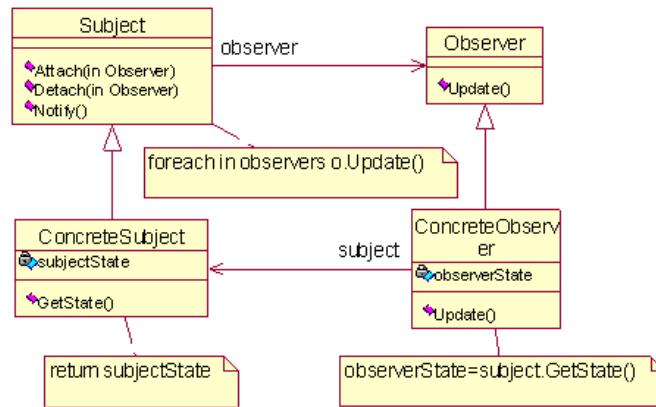 Subject
observer
Observer
Attach(in Observer)
Detach(in Observer)
Notify()
Update()
foreach in observers o.Update()
ConcreteSubject
subjectState
GetState()
subject
ConcreteObserv
er
observerState
Update()
return subjectState
observerState=subject.GetState()